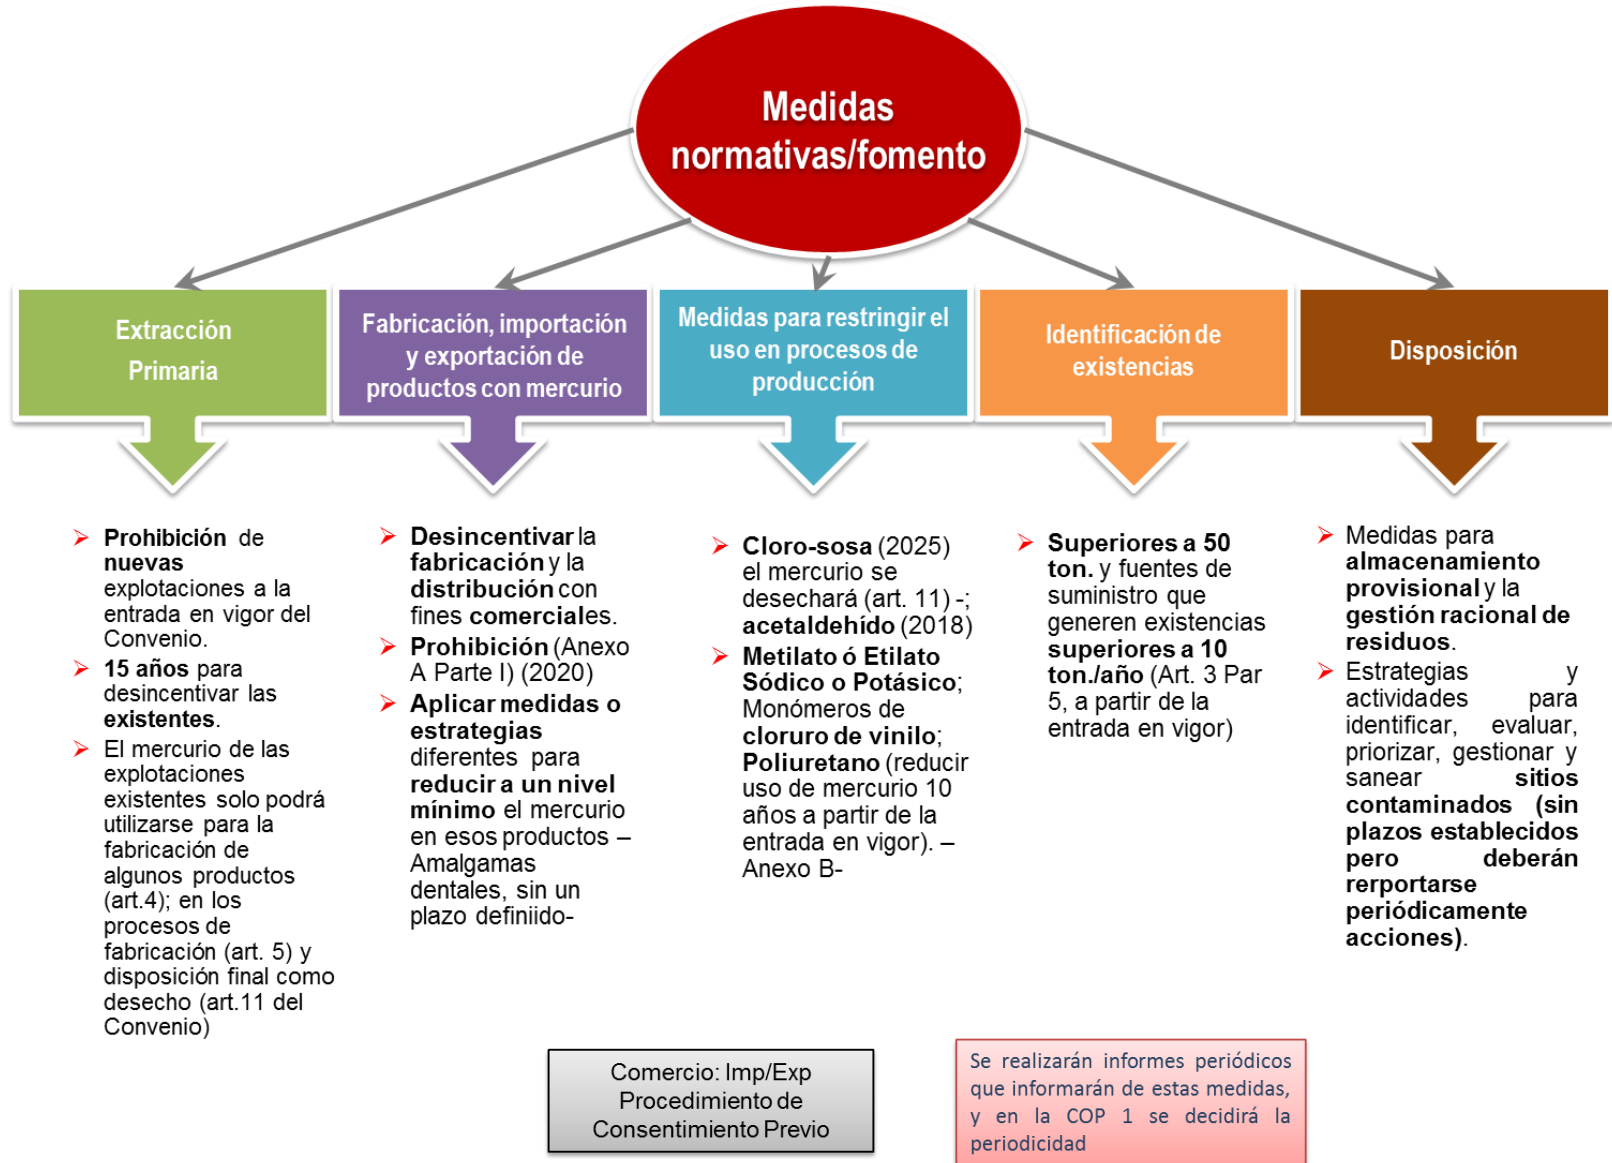 Medidas
normativas/fomento
Extracción
Primaria
Fabricación, importación
y exportación de
productos con mercurio
Medidas para restringir el
uso en procesos de
producción
Identificación de
existencias
Disposición
Prohibición de
nuevas
explotaciones a la
entrada en vigor del
Convenio.
15 años para
desincentivar las
existentes.
El mercurio de las
explotaciones
existentes solo podrá
utilizarse para la
fabricación de
algunos productos
(art.4); en los
procesos de
fabricación (art. 5) y
disposición final como
desecho (art.11 del
Convenio)
Desincentivar la
fabricación y la
distribución con
fines comerciales.
Prohibición (Anexo
A Parte I) (2020)
Aplicar medidas o
estrategias
diferentes para
reducir a un nivel
mínimo el mercurio
en esos productos –
Amalgamas
dentales, sin un
plazo definiido-
Cloro-sosa (2025)
el mercurio se
desechará (art. 11) -;
acetaldehído (2018)
Metilato ó Etilato
Sódico o Potásico;
Monómeros de
cloruro de vinilo;
Poliuretano (reducir
uso de mercurio 10
años a partir de la
entrada en vigor). –
Anexo B-
Superiores a 50
ton. y fuentes de
suministro que
generen existencias
superiores a 10
ton./año (Art. 3 Par
5, a partir de la
entrada en vigor)
Medidas para
almacenamiento
provisional y la
gestión racional de
residuos.
Estrategias y
actividades para
identificar, evaluar,
priorizar, gestionar y
sanear sitios
contaminados (sin
plazos establecidos
pero deberán
rerportarse
periódicamente
acciones).
Comercio: Imp/Exp
Procedimiento de
Consentimiento Previo
Se realizarán informes periódicos
que informarán de estas medidas,
y en la COP 1 se decidirá la
periodicidad